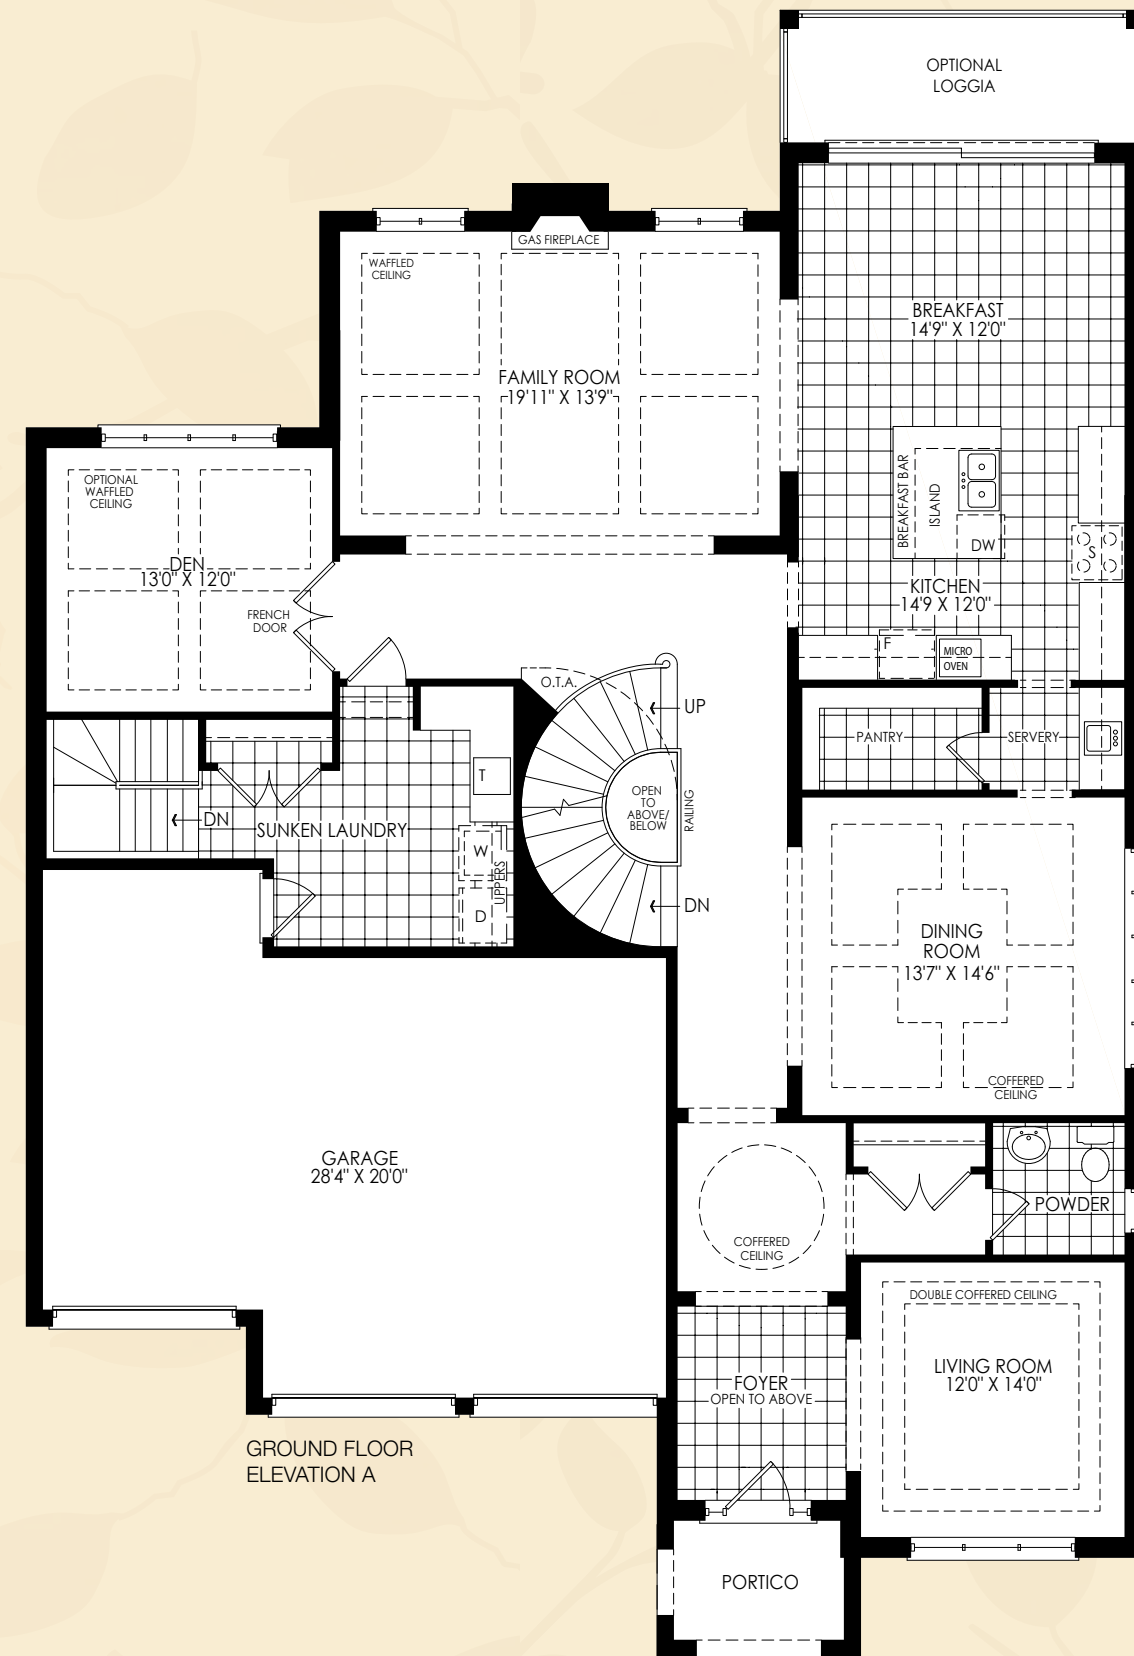 OPTIONAL
LOGGIA
GAS FIREPLACE
WAFFLED
CEILING
FAMILY ROOM
19'11" X 13'9"
BREAKFAST
14'9" X 12'0"
BREAKFAST BAR
ISLAND
DW
S
KITCHEN
14'9 X 12'0"
F
MICRO
OVEN
OPTIONAL
WAFFLED
CEILING
DEN
13'0" X 12'0"
FRENCH
DOOR
O.T.A.
UP
OPEN
TO
ABOVE/
BELOW
RAILING
DN
PANTRY
SERVERY
T
DN
SUNKEN LAUNDRY
W
UPPERS
D
DINING
ROOM
13'7" X 14'6"
COFFERED
CEILING
GARAGE
28'4" X 20'0"
COFFERED
CEILING
POWDER
DOUBLE COFFERED CEILING
LIVING ROOM
12'0" X 14'0"
FOYER
OPEN TO ABOVE
GROUND FLOOR
ELEVATION A
PORTICO